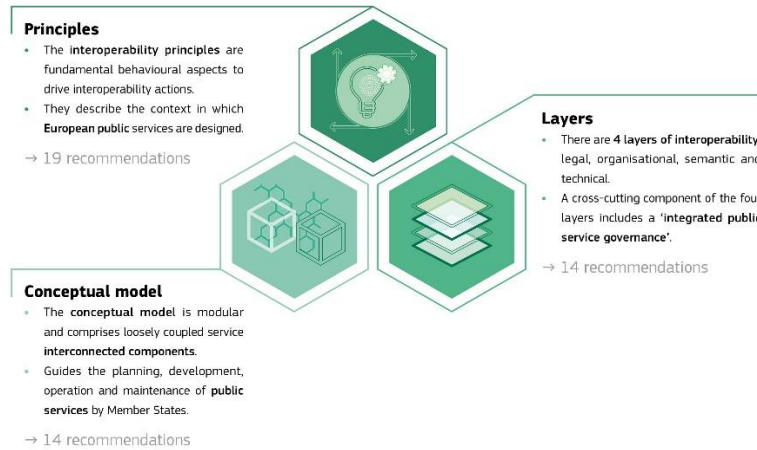 Principles
• The interoperability principles are
fundamental behavioural aspects to
drive interoperability actions.
• They describe the context in which
European public services are designed.
→ 19 recommendations
Layers
• There are 4 layers of interoperability
legal, organisational, semantic and
technical.
• A cross-cutting component of the fou
layers includes a ‘integrated public
service governance’.
→ 14 recommendations
Conceptual model
• The conceptual model is modular
and comprises loosely coupled service
interconnected components.
• Guides the planning, development,
operation and maintenance of public
services by Member States.
→ 14 recommendations